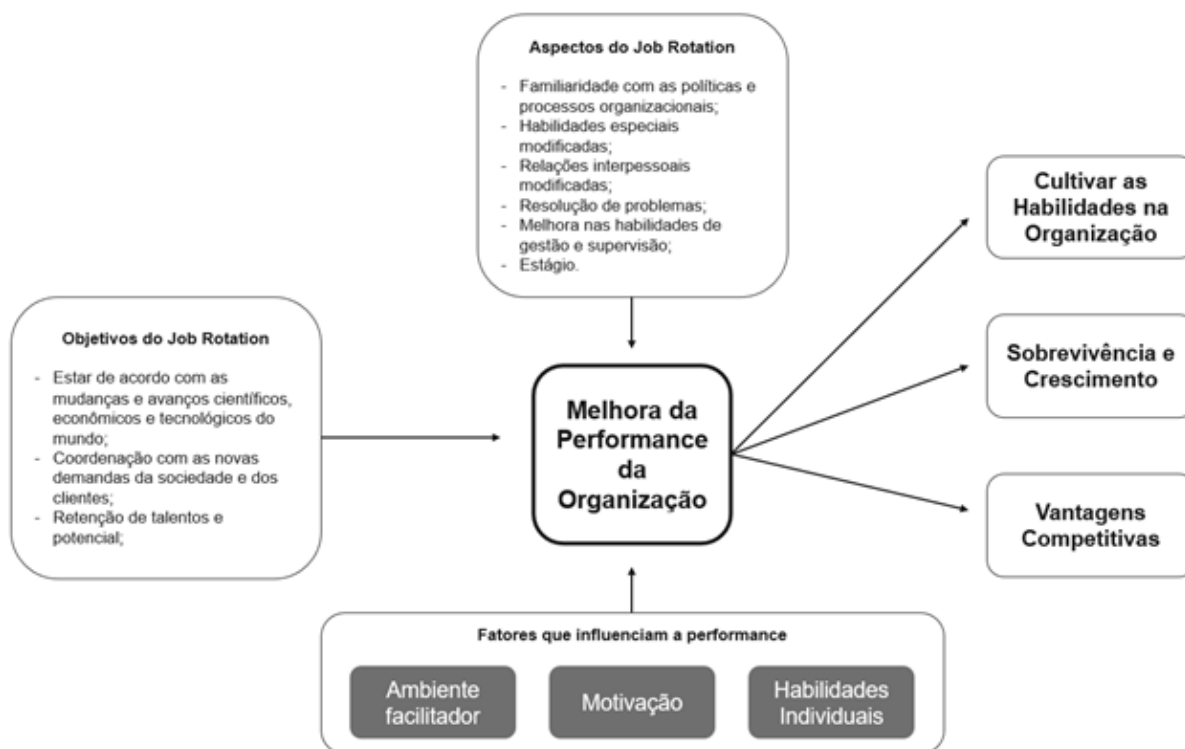 Aspectos do Job Rotation
- Familiaridade com as políticas e
processos organizacionais;
- Habilidades especiais
modificadas;
- Relações interpessoais
modificadas;
- Resolução de problemas;
- Melhora nas habilidades de
gestão e supervisão;
- Estágio.
Objetivos do Job Rotation
- Estar de acordo com as
mudanças e avanços científicos,
econômicos e tecnológicos do
mundo;
- Coordenação com as novas
demandas da sociedade e dos
clientes;
- Retenção de talentos e
potencial;
Melhora da
Performance
da
Organização
Cultivar as
Habilidades na
Organização
Sobrevivência e
Crescimento
Vantagens
Competitivas
Fatores que influenciam a performance
Ambiente
facilitador
Motivação
Habilidades
Individuais